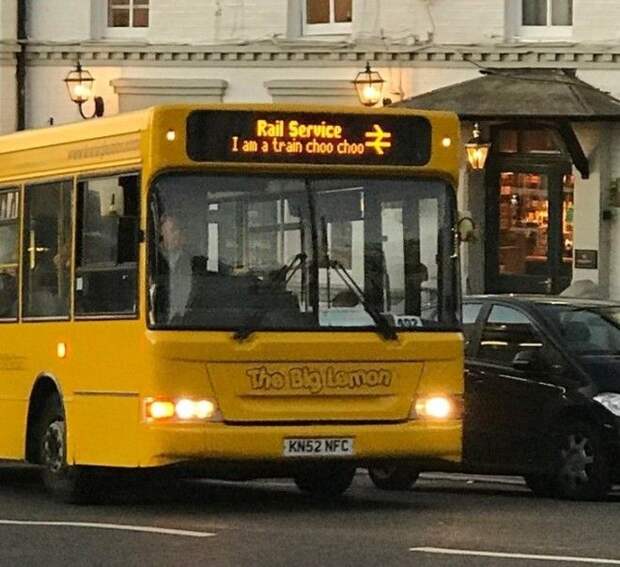 Rail Service
I am a train choo choo
The Big Lemon
KN52 NFC